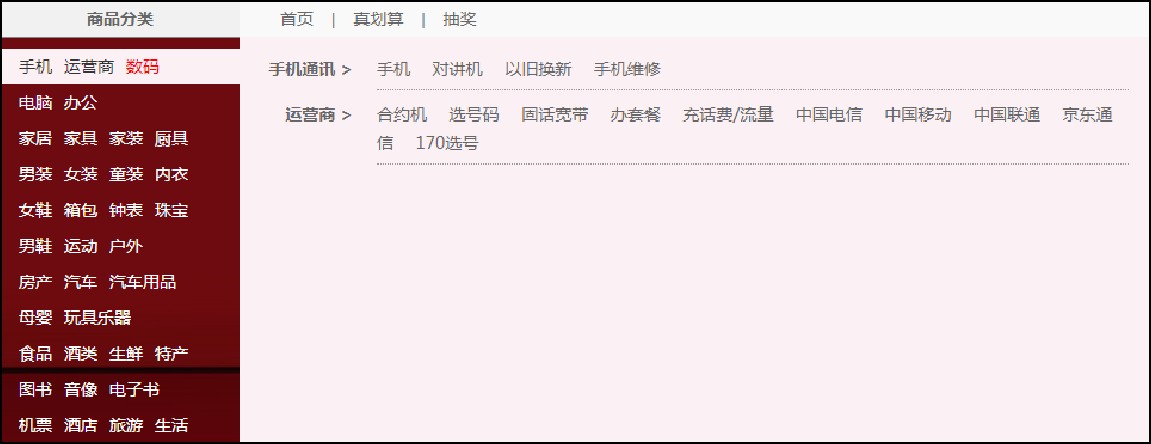 商品分类
首页 | 真划算 | 抽奖
手机 运营商 数码
电脑 办公
家居 家具 家装 厨具
男装 女装 童装 内衣
女鞋 箱包 钟表 珠宝
男鞋 运动 户外
房产 汽车 汽车用品
母婴 玩具乐器
食品 酒类 生鲜 特产
图书 音像 电子书
机票 酒店 旅游 生活
手机通讯 > 手机 对讲机 以旧换新 手机维修
运营商 > 合约机 选号码 固话宽带 办套餐 充话费/流量 中国电信 中国移动 中国联通 京东通
信 170选号